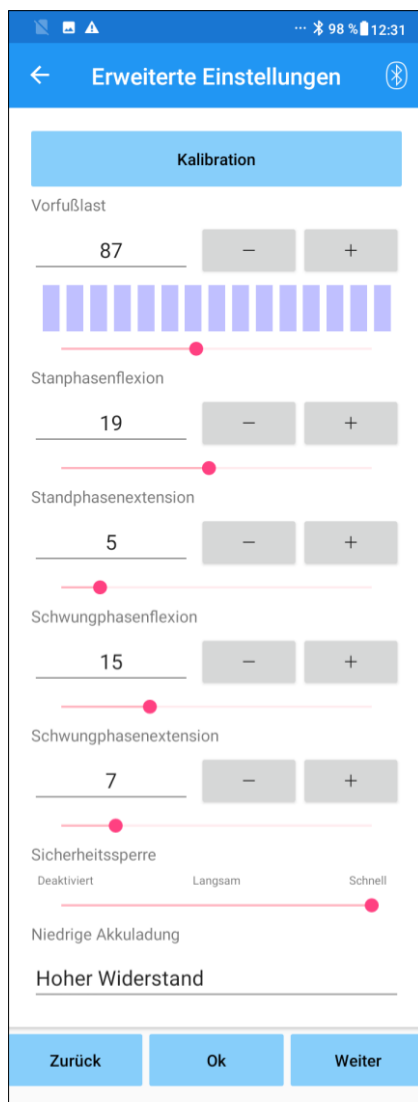 ... 98 % 12:31
Erweiterte Einstellungen
Kalibration
Vorfußlast
87 − +
Stanphasenflexion
19 − +
Standphasenextension
5 − +
Schwungphasenflexion
15 − +
Schwungphasenextension
7 − +
Sicherheitssperre
Deaktiviert Langsam Schnell
Niedrige Akkuladung
Hoher Widerstand
Zurück Ok Weiter